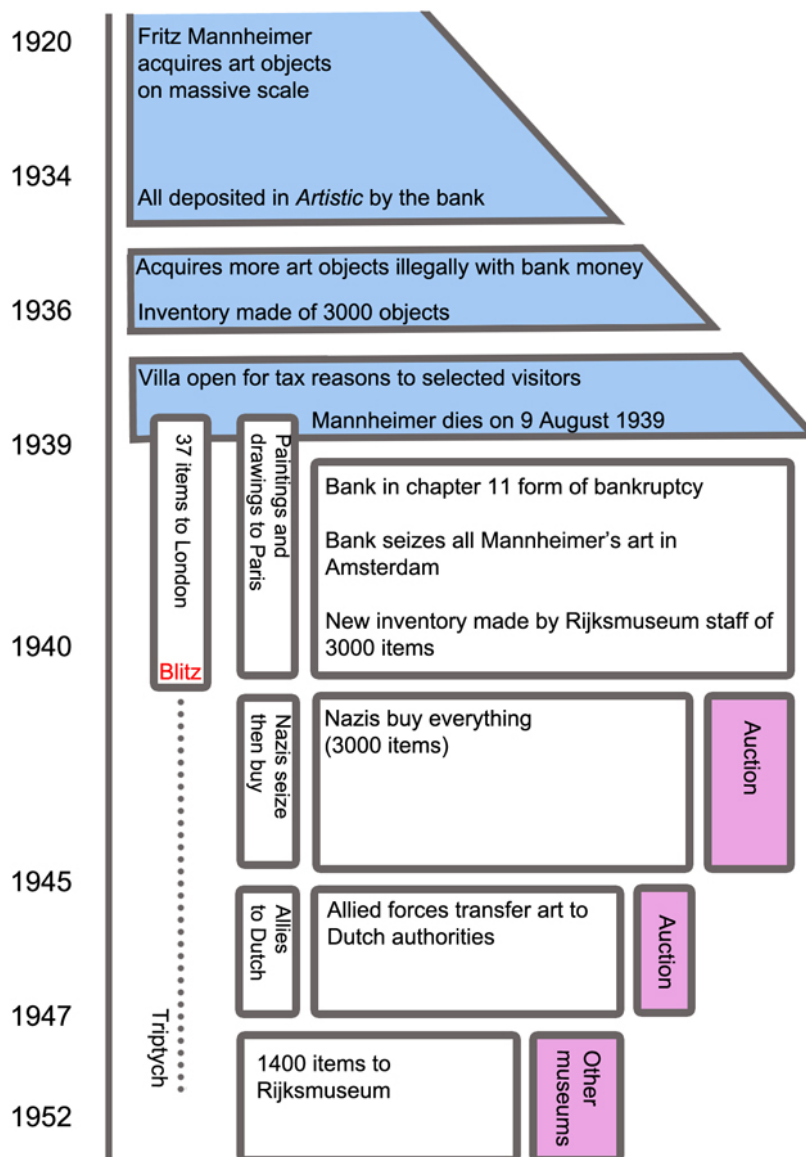 1920
Fritz Mannheimer
acquires art objects
on massive scale
1934
All deposited in Artistic by the bank
Acquires more art objects illegally with bank money
1936
Inventory made of 3000 objects
Villa open for tax reasons to selected visitors
Mannheimer dies on 9 August 1939
1939
37 items to London
Blitz
Paintings and
drawings to Paris
Bank in chapter 11 form of bankruptcy
Bank seizes all Mannheimer's art in
Amsterdam
New inventory made by Rijksmuseum staff of
3000 items
1940
Nazis seize
then buy
Nazis buy everything
(3000 items)
Auction
1945
Allies
to Dutch
Allied forces transfer art to
Dutch authorities
Auction
1947
Triptych
1400 items to
Rijksmuseum
Other
museums
1952